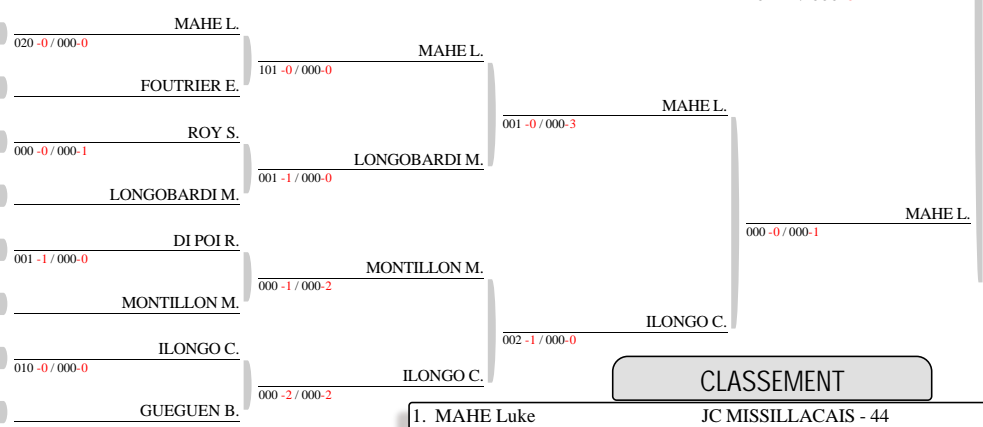 MAHE L.
020 -0 / 000-0
FOUTRIER E.
ROY S.
000 -0 / 000-1
LONGOBARDI M.
DI POI R.
001 -1 / 000-0
MONTILLON M.
ILONGO C.
010 -0 / 000-0
GUEGUEN B.
MAHE L.
101 -0 / 000-0
LONGOBARDI M.
001 -1 / 000-0
MONTILLON M.
000 -1 / 000-2
ILONGO C.
000 -2 / 000-2
MAHE L.
001 -0 / 000-3
ILONGO C.
002 -1 / 000-0
MAHE L.
000 -0 / 000-1
CLASSEMENT
1. MAHE Luke JC MISSILLACAIS - 44